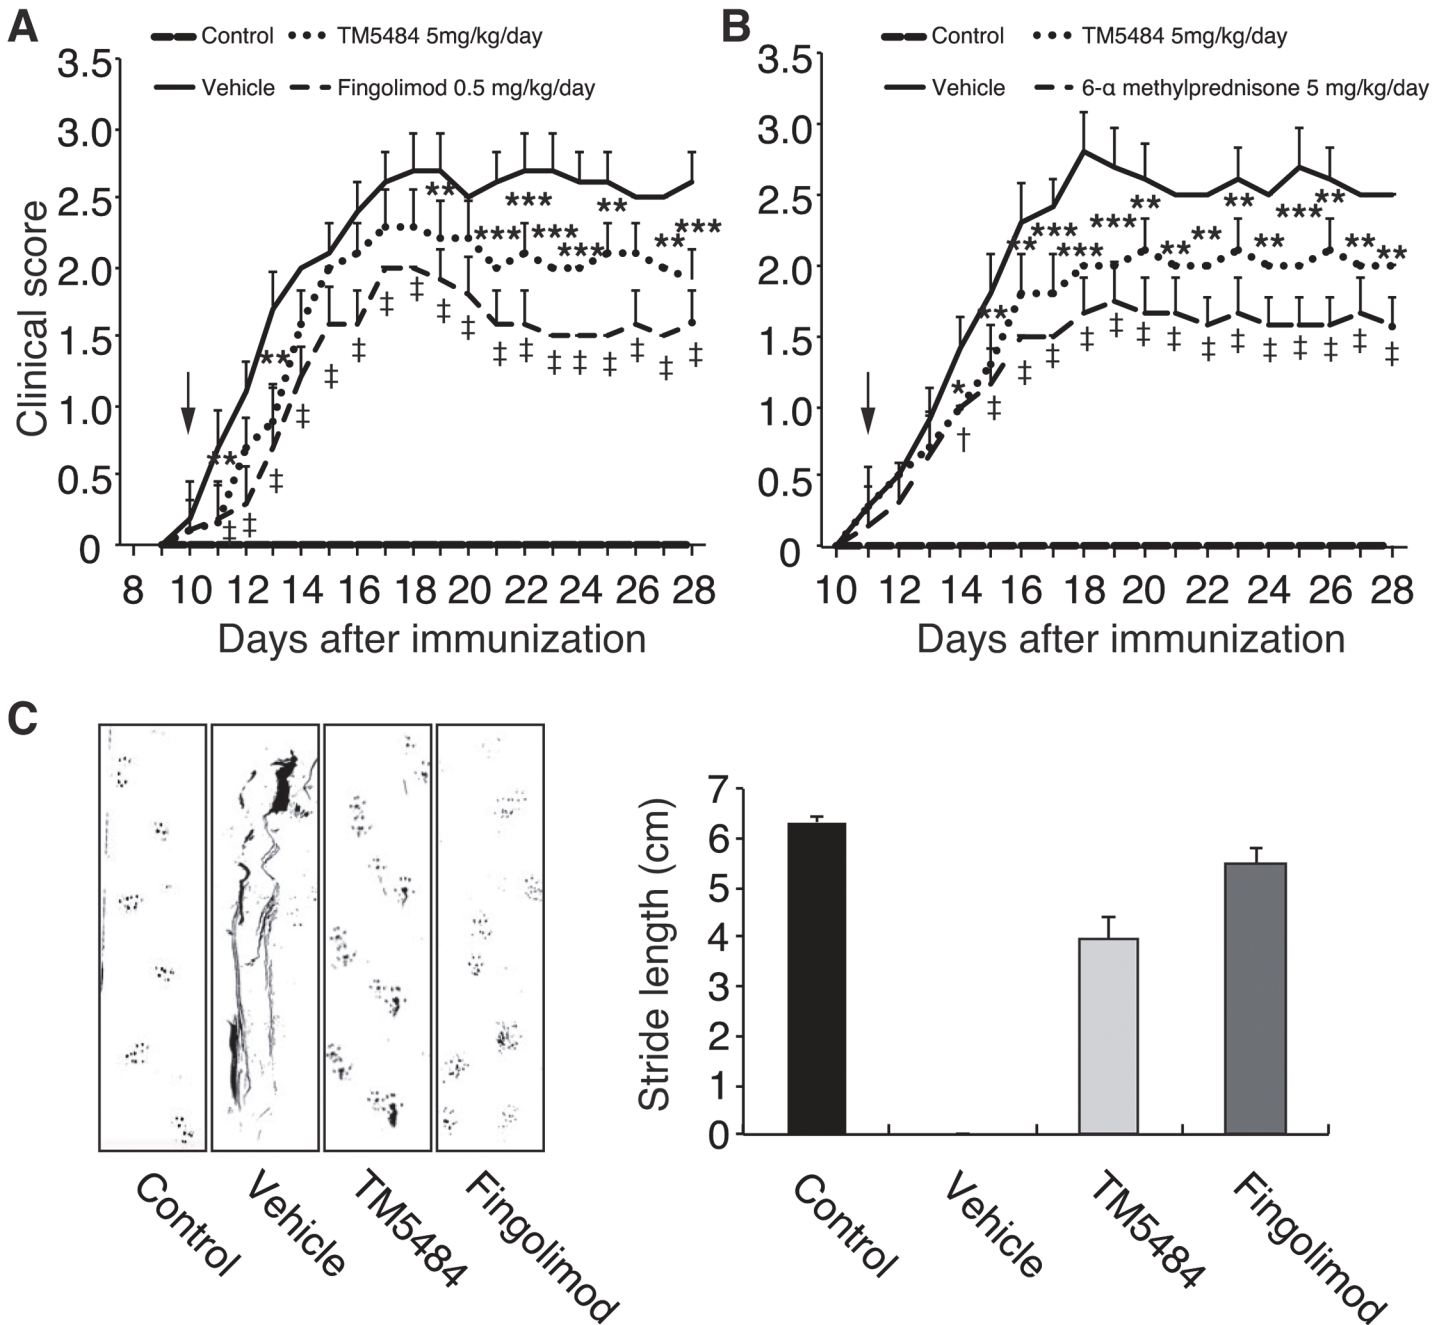 A
Control
TM5484 5mg/kg/day
Vehicle
Fingolimod 0.5 mg/kg/day
3.5
3.0
2.5
2.0
1.5
1.0
0.5
0
Clinical score
** ** ** *** *** *** *** ** ** ***
‡ ‡ ‡ ‡ ‡ ‡ ‡ ‡ ‡ ‡ ‡ ‡ ‡ ‡ ‡ ‡ ‡ ‡
8 10 12 14 16 18 20 22 24 26 28
Days after immunization
B
Control
TM5484 5mg/kg/day
Vehicle
6-α methylprednisone 5 mg/kg/day
3.5
3.0
2.5
2.0
1.5
1.0
0.5
0
* ** ** *** *** *** ** ** ** ** ** *** ** ** **
† ‡ ‡ ‡ ‡ ‡ ‡ ‡ ‡ ‡ ‡ ‡ ‡ ‡ ‡
10 12 14 16 18 20 22 24 26 28
Days after immunization
C
Control
Vehicle
TM5484
Fingolimod
Stride length (cm)
7
6
5
4
3
2
1
0
Control
Vehicle
TM5484
Fingolimod